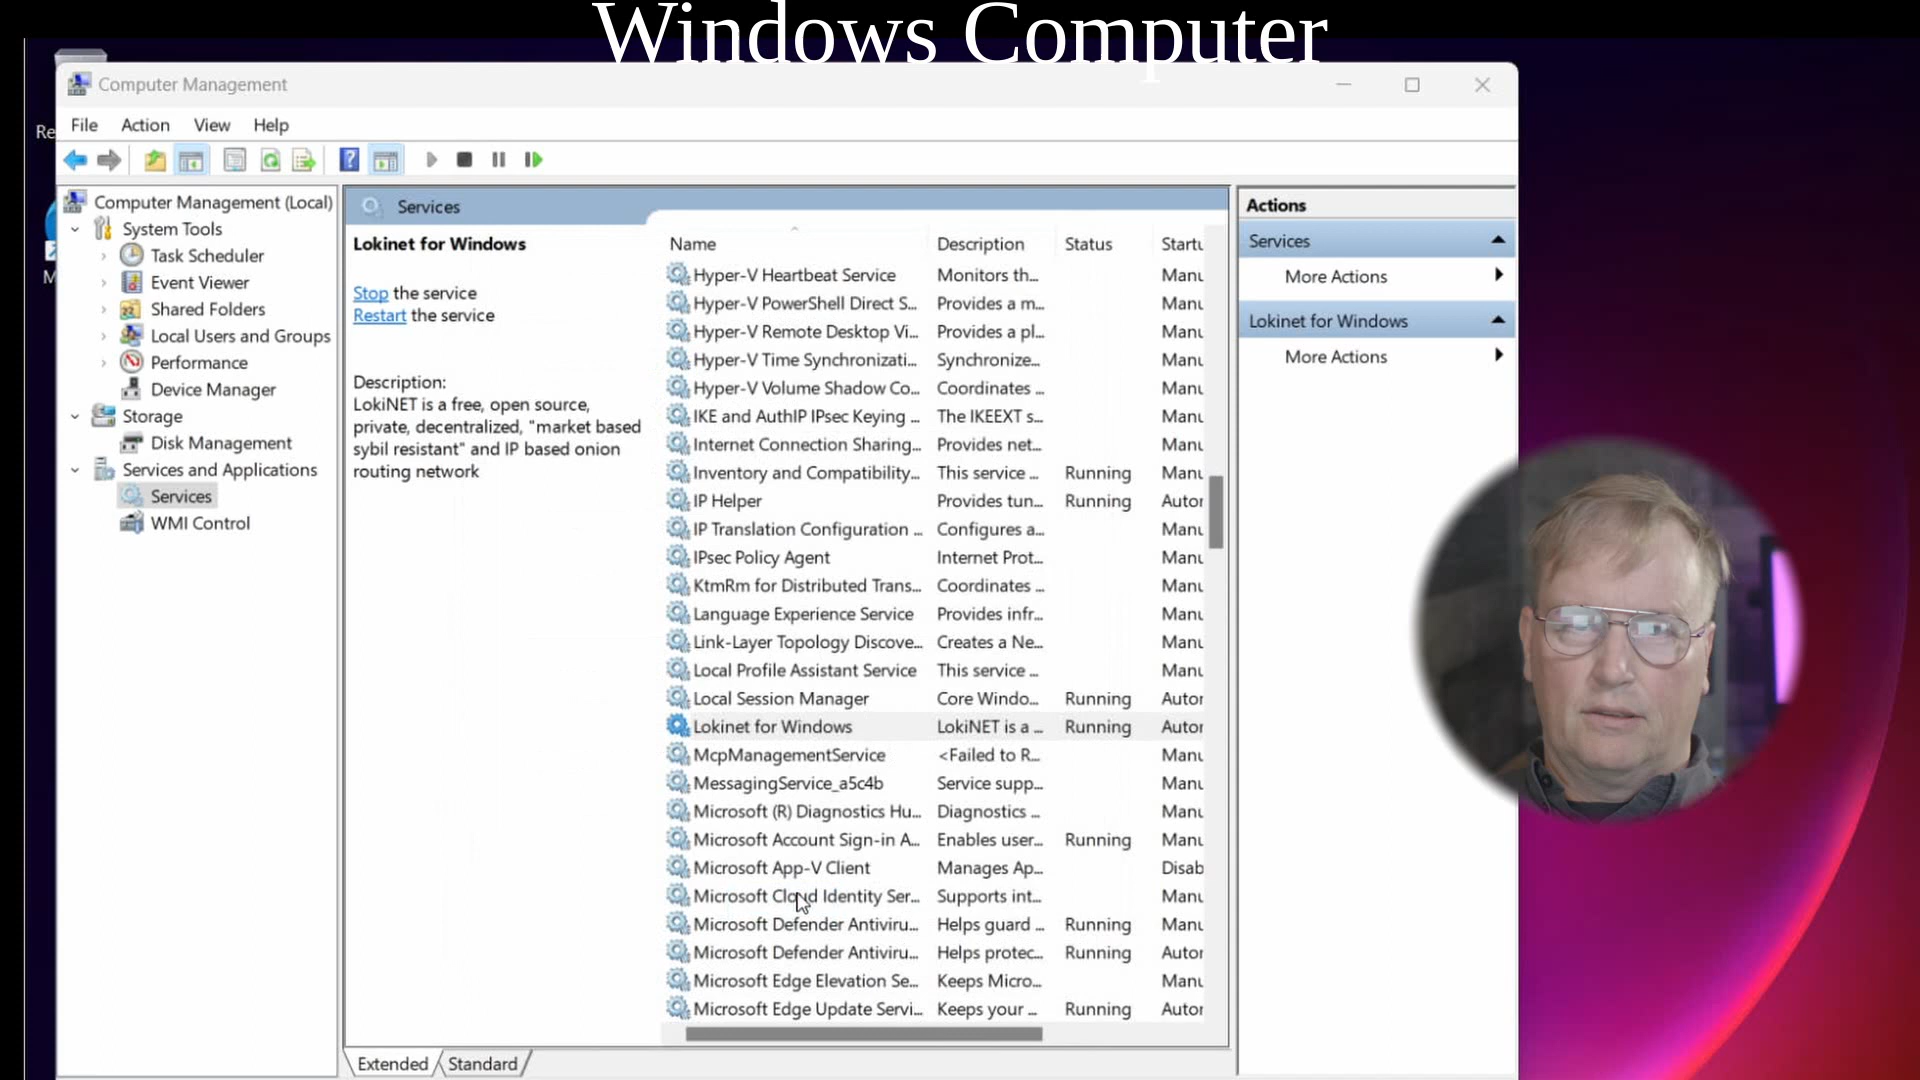 Windows Computer
Re
M
Computer Management
File Action View Help
Computer Management (Local)
System Tools
Task Scheduler
Event Viewer
Shared Folders
Local Users and Groups
Performance
Device Manager
Storage
Disk Management
Services and Applications
Services
WMI Control
Services
Lokinet for Windows
Stop the service
Restart the service
Description:
LokiNET is a free, open source,
private, decentralized, "market based
sybil resistant" and IP based onion
routing network
Name Description Status Startu
Hyper-V Heartbeat Service Monitors th... Manu
Hyper-V PowerShell Direct S... Provides a m... Manu
Hyper-V Remote Desktop Vi... Provides a pl... Manu
Hyper-V Time Synchronizati... Synchronize... Manu
Hyper-V Volume Shadow Co... Coordinates ... Manu
IKE and AuthIP IPsec Keying ... The IKEEXT s... Manu
Internet Connection Sharing... Provides net... Manu
Inventory and Compatibility... This service ... Running Manu
IP Helper Provides tun... Running Autor
IP Translation Configuration ... Configures a... Manu
IPsec Policy Agent Internet Prot... Manu
KtmRm for Distributed Trans... Coordinates ... Manu
Language Experience Service Provides infr... Manu
Link-Layer Topology Discove... Creates a Ne... Manu
Local Profile Assistant Service This service ... Manu
Local Session Manager Core Windo... Running Autor
Lokinet for Windows LokiNET is a ... Running Autor
McpManagementService <Failed to R... Manu
MessagingService_a5c4b Service supp... Manu
Microsoft (R) Diagnostics Hu... Diagnostics ... Manu
Microsoft Account Sign-in A... Enables user... Running Manu
Microsoft App-V Client Manages Ap... Disab
Microsoft Cloud Identity Ser... Supports int... Manu
Microsoft Defender Antiviru... Helps guard ... Running Manu
Microsoft Defender Antiviru... Helps protec... Running Autor
Microsoft Edge Elevation Se... Keeps Micro... Manu
Microsoft Edge Update Servi... Keeps your ... Running Autor
Extended Standard
Actions
Services
More Actions
Lokinet for Windows
More Actions